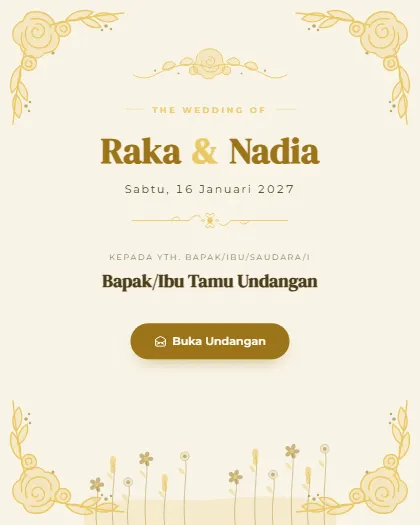 THE WEDDING OF
Raka & Nadia
Sabtu, 16 Januari 2027
KEPADA YTH. BAPAK/IBU/SAUDARA/I
Bapak/Ibu Tamu Undangan
Buka Undangan